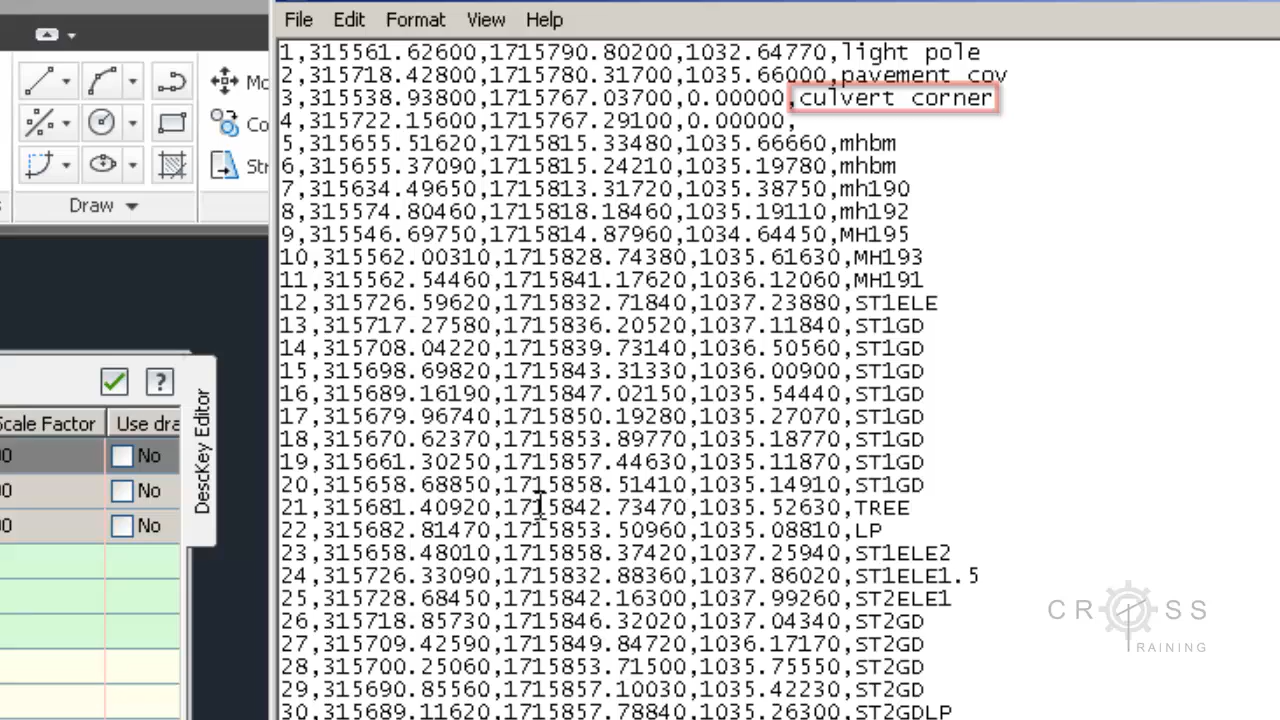 File Edit Format View Help
1,315561.62600,1715790.80200,1032.64770,light pole
2,315718.42800,1715780.31700,1035.66000,pavement cov
3,315538.93800,1715767.03700,0.00000,culvert corner
4,315722.15600,1715767.29100,0.00000,
5,315655.51620,1715815.33480,1035.66660,mhbm
6,315655.37090,1715815.24210,1035.19780,mhbm
7,315634.49650,1715813.31720,1035.38750,mh190
8,315574.80460,1715818.18460,1035.19110,mh192
9,315546.69750,1715814.87960,1034.64450,MH195
10,315562.00310,1715828.74380,1035.61630,MH193
11,315562.54460,1715841.17620,1036.12060,MH191
12,315726.59620,1715832.71840,1037.23880,ST1ELE
13,315717.27580,1715836.20520,1037.11840,ST1GD
14,315708.04220,1715839.73140,1036.50560,ST1GD
15,315698.69820,1715843.31330,1036.00900,ST1GD
16,315689.16190,1715847.02150,1035.54440,ST1GD
17,315679.96740,1715850.19280,1035.27070,ST1GD
18,315670.62370,1715853.89770,1035.18770,ST1GD
19,315661.30250,1715857.44630,1035.11870,ST1GD
20,315658.68850,1715858.51410,1035.14910,ST1GD
21,315681.40920,1715842.73470,1035.52630,TREE
22,315682.81470,1715853.50960,1035.08810,LP
23,315658.48010,1715858.37420,1037.25940,ST1ELE2
24,315726.33090,1715832.88360,1037.86020,ST1ELE1.5
25,315728.68450,1715842.16300,1037.99260,ST2ELE1
26,315718.85730,1715846.32020,1037.04340,ST2GD
27,315709.42590,1715849.84720,1036.17170,ST2GD
28,315700.25060,1715853.71500,1035.75550,ST2GD
29,315690.85560,1715857.10030,1035.42230,ST2GD
30,315689.11620,1715857.78840,1035.26300,ST2GDLP
Mo
Co
Str
Draw
?
Scale Factor Use dra
00 No
00 No
00 No
DescKey Editor
CROSS
TRAINING